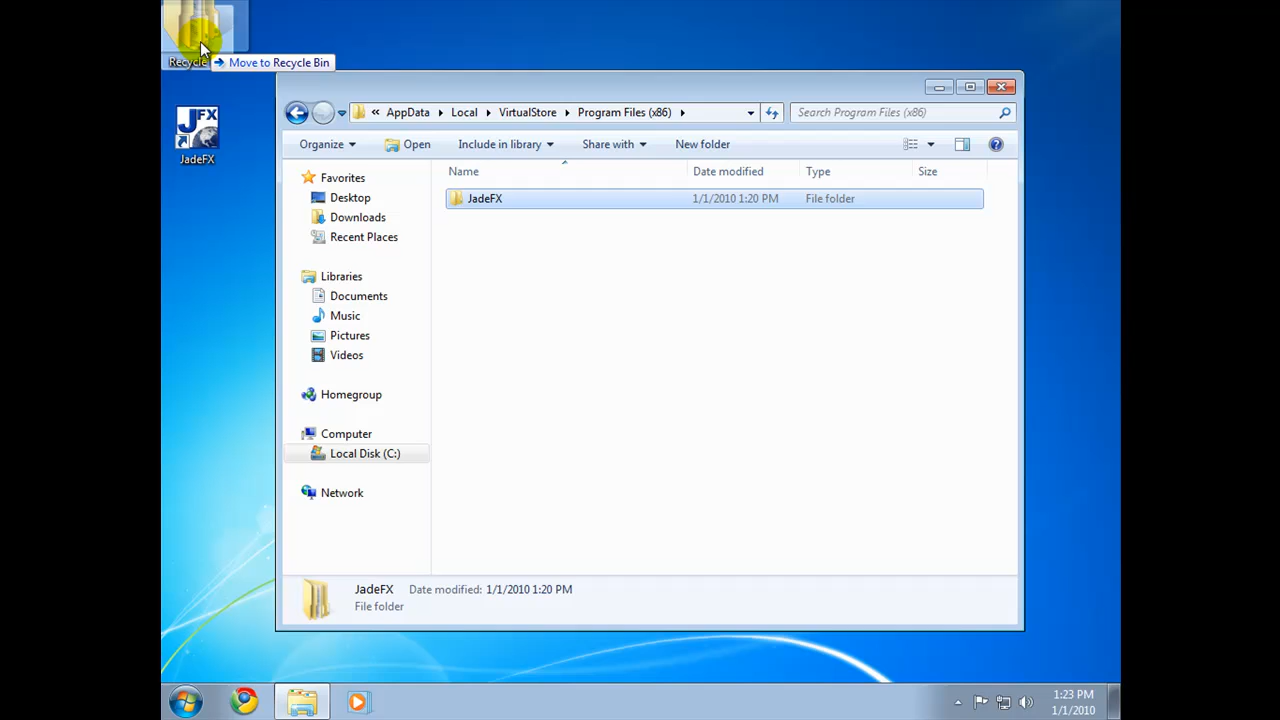 Recycle
Move to Recycle Bin
JFX
JadeFX
« AppData Local VirtualStore Program Files (x86)
Search Program Files (x86)
Organize Open Include in library Share with New folder
Name Date modified Type Size
JadeFX 1/1/2010 1:20 PM File folder
Favorites
Desktop
Downloads
Recent Places
Libraries
Documents
Music
Pictures
Videos
Homegroup
Computer
Local Disk (C:)
Network
JadeFX Date modified: 1/1/2010 1:20 PM
File folder
1:23 PM
1/1/2010